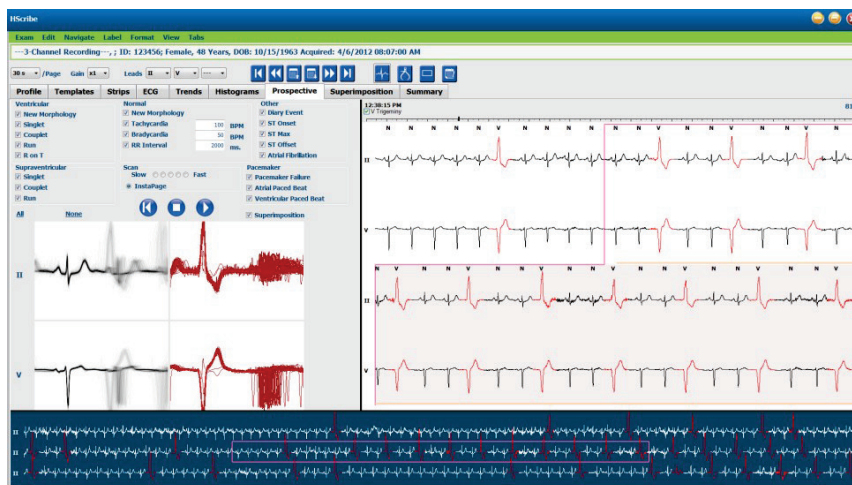 HScribe
Exam Edit Navigate Label Format View Tabs
---3-Channel Recording---, ; ID: 123456; Female, 48 Years, DOB: 10/15/1963 Acquired: 4/6/2012 08:07:00 AM
30 s /Page Gain x1 Leads II V ---
Profile Templates Strips ECG Trends Histograms Prospective Superimposition Summary
Ventricular Normal Other
New Morphology New Morphology Diary Event
Singlet Tachycardia 100 BPM ST Onset
Couplet Bradycardia 50 BPM ST Max
Run RR Interval 2000 ms. ST Offset
R on T Atrial Fibrillation
Supraventricular Scan Pacemaker
Singlet Slow Fast Pacemaker Failure
Couplet InstaPage Atrial Paced Beat
Run Ventricular Paced Beat
All None Superimposition
II
V
12:38:15 PM 81
V Trigeminy
N N N N N N V N N N N N N N V N N V N N V N
II
V
N V N N V N N V N N V N N V N N V N
II
V
II
II
II